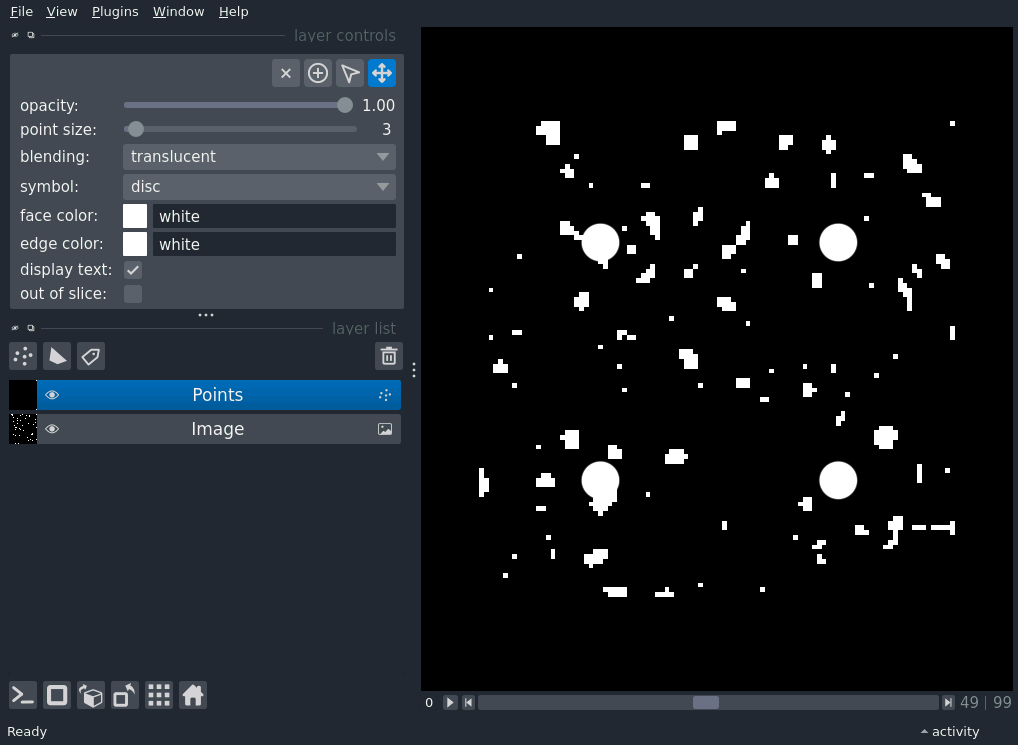 File View Plugins Window Help
layer controls
opacity: 1.00
point size: 3
blending: translucent
symbol: disc
face color: white
edge color: white
display text:
out of slice:
layer list
Points
Image
0 49 | 99
Ready activity